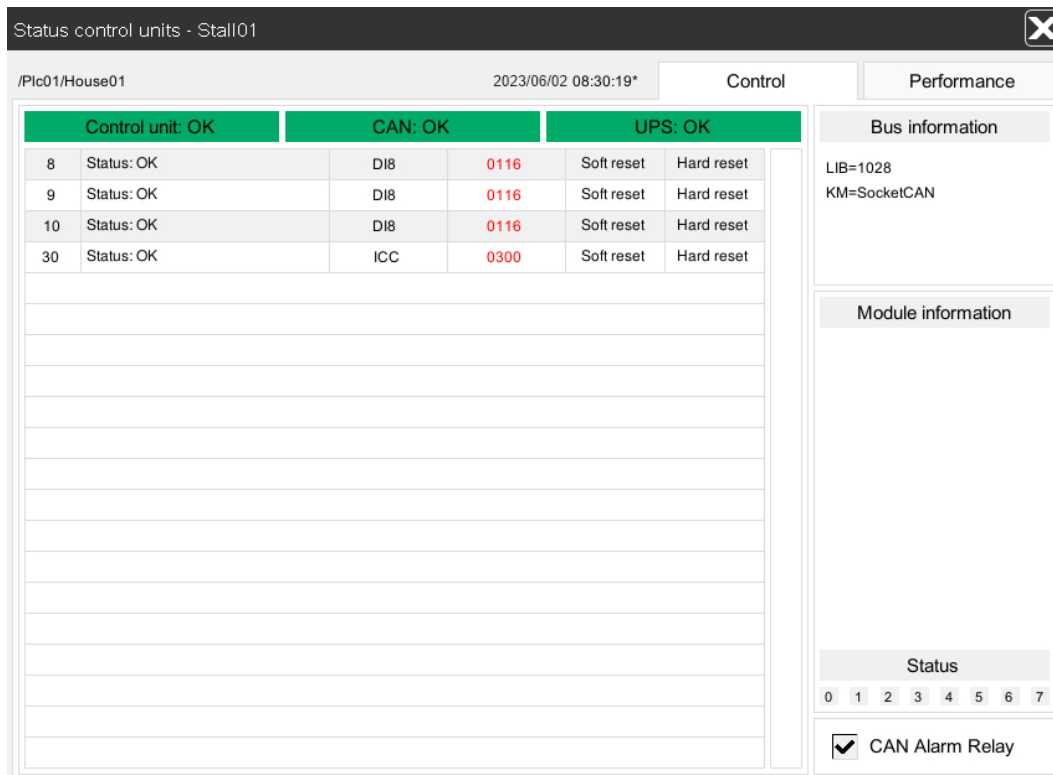 Status control units - Stall01
/Plc01/House01 2023/06/02 08:30:19* Control Performance
Control unit: OK CAN: OK UPS: OK Bus information
8 Status: OK DI8 0116 Soft reset Hard reset
LIB=1028
9 Status: OK DI8 0116 Soft reset Hard reset
KM=SocketCAN
10 Status: OK DI8 0116 Soft reset Hard reset
30 Status: OK ICC 0300 Soft reset Hard reset
Module information
Status
0 1 2 3 4 5 6 7
CAN Alarm Relay